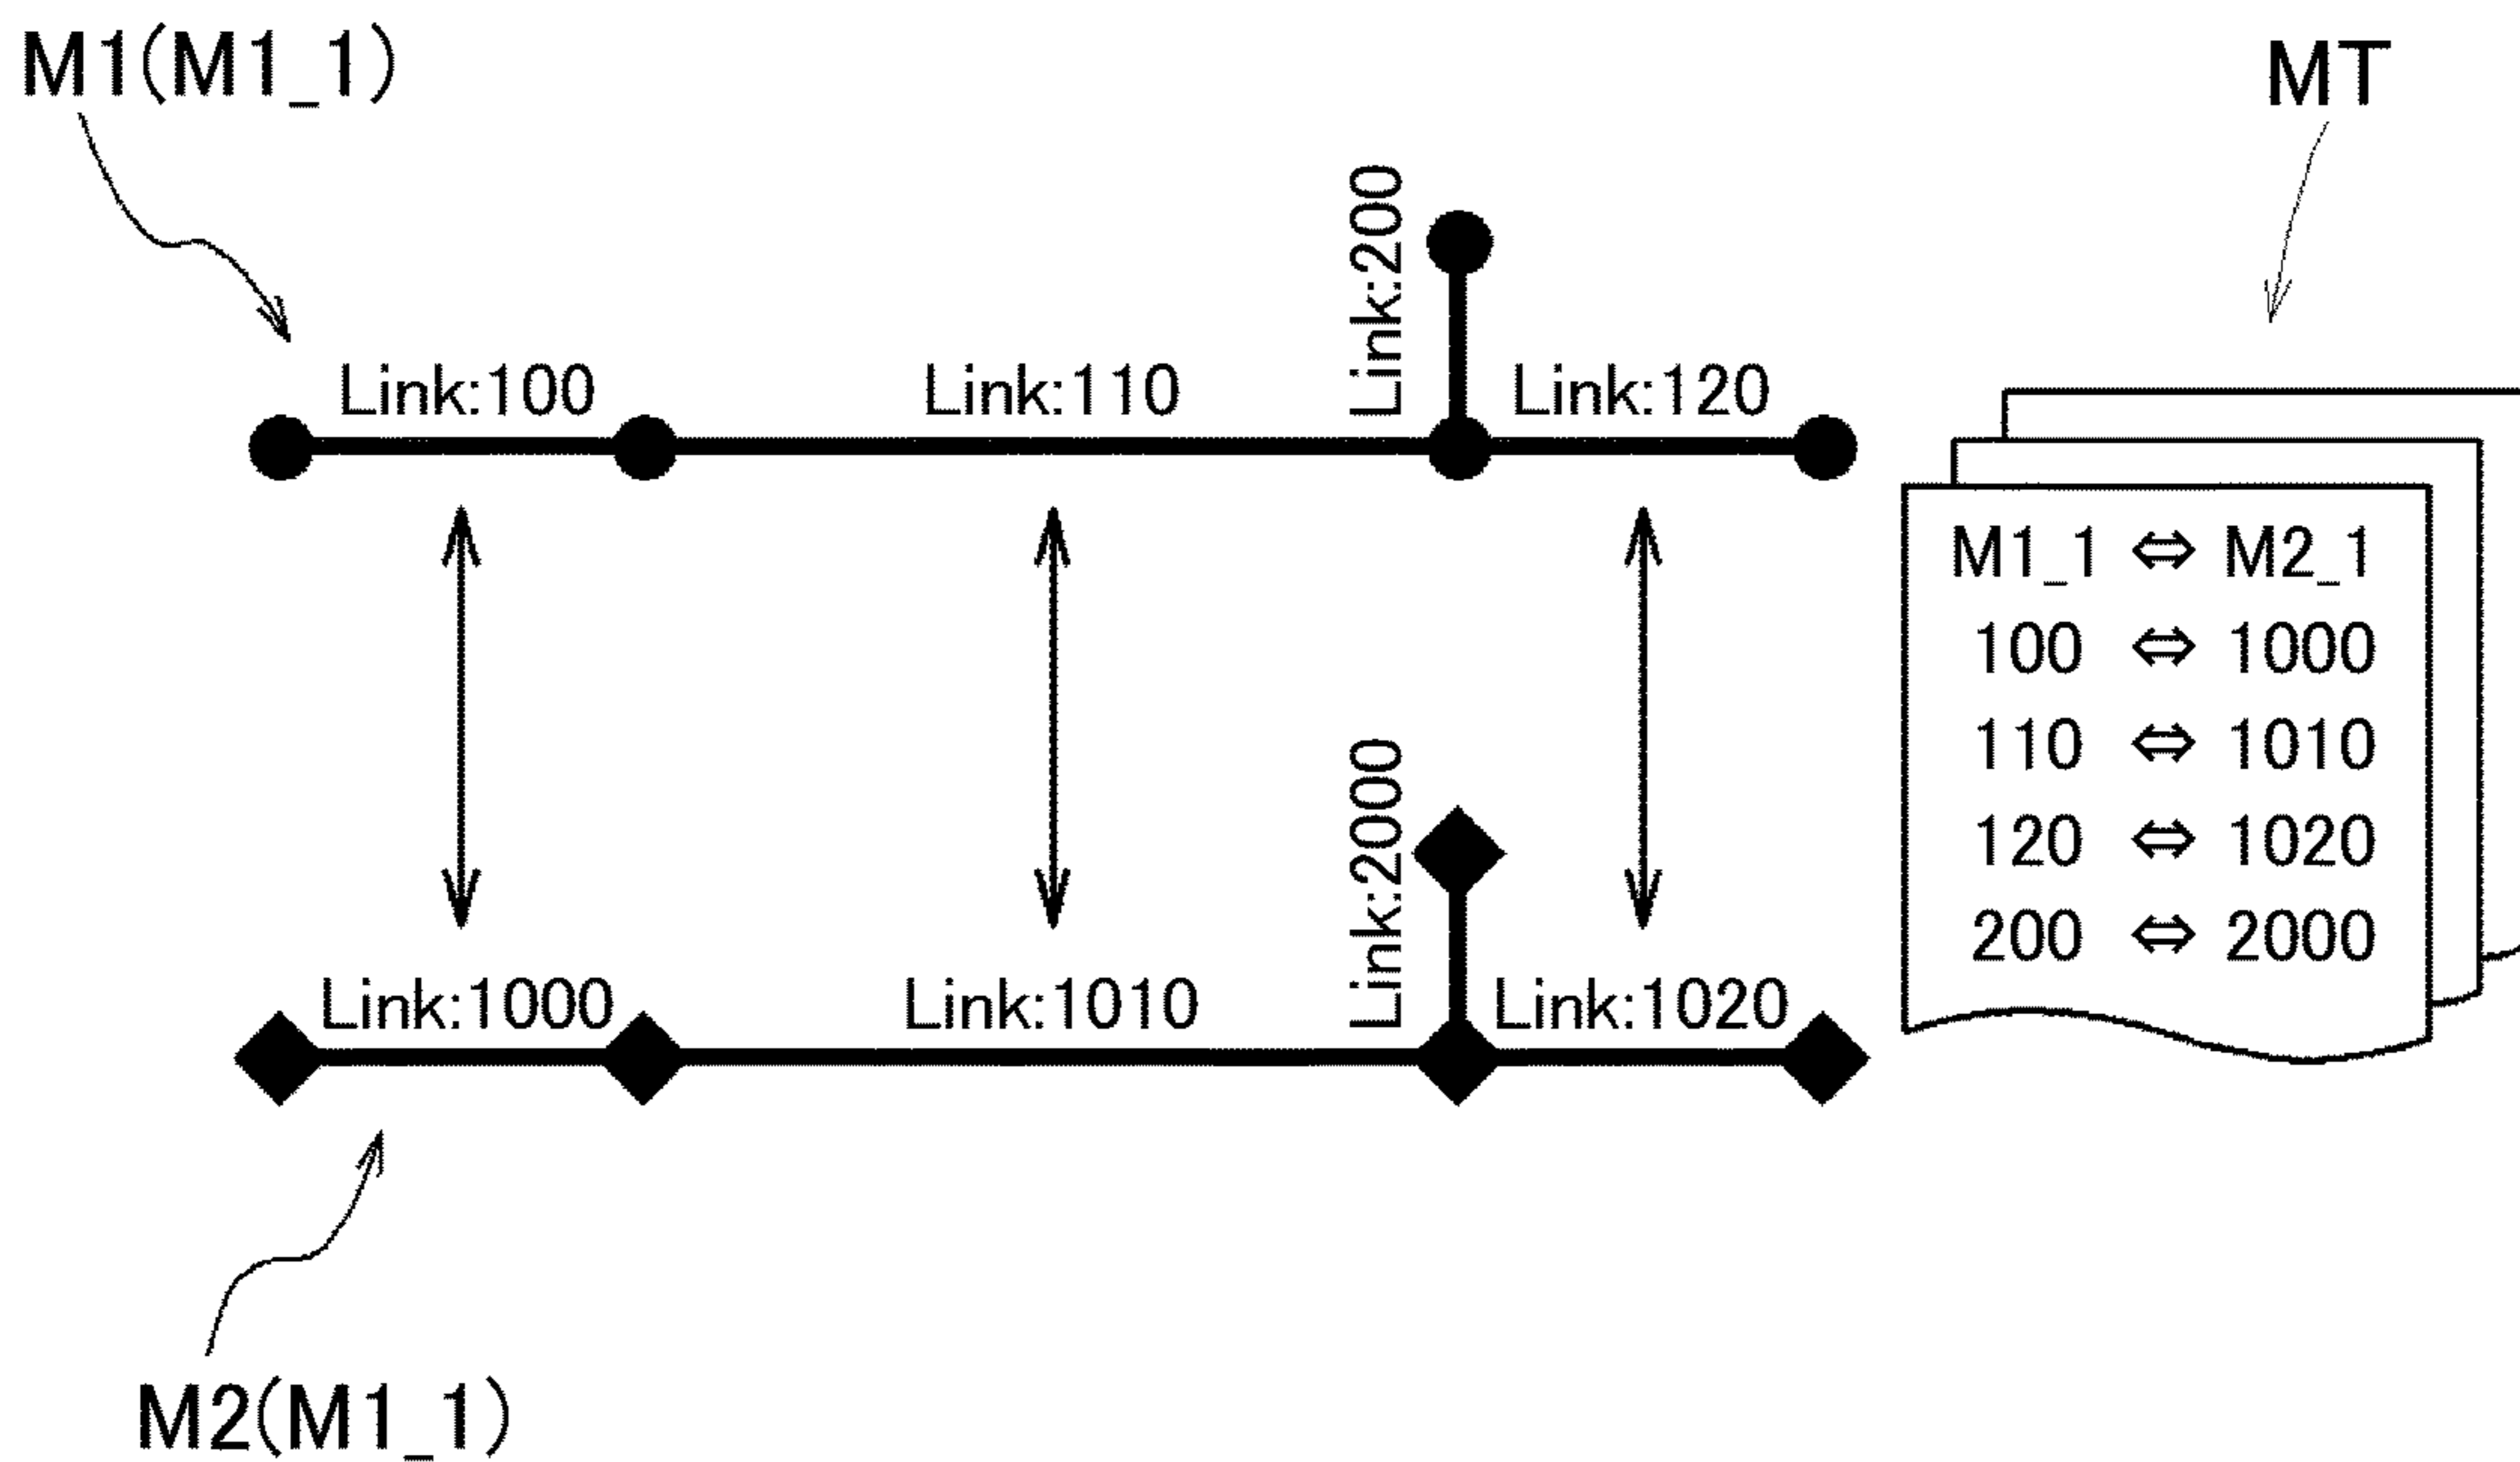 M1(M1_1)
MT
Link:200
Link:100
Link:110
Link:120
M1_1 ⇔ M2_1
100 ⇔ 1000
110 ⇔ 1010
120 ⇔ 1020
200 ⇔ 2000
Link:2000
Link:1000
Link:1010
Link:1020
M2(M1_1)